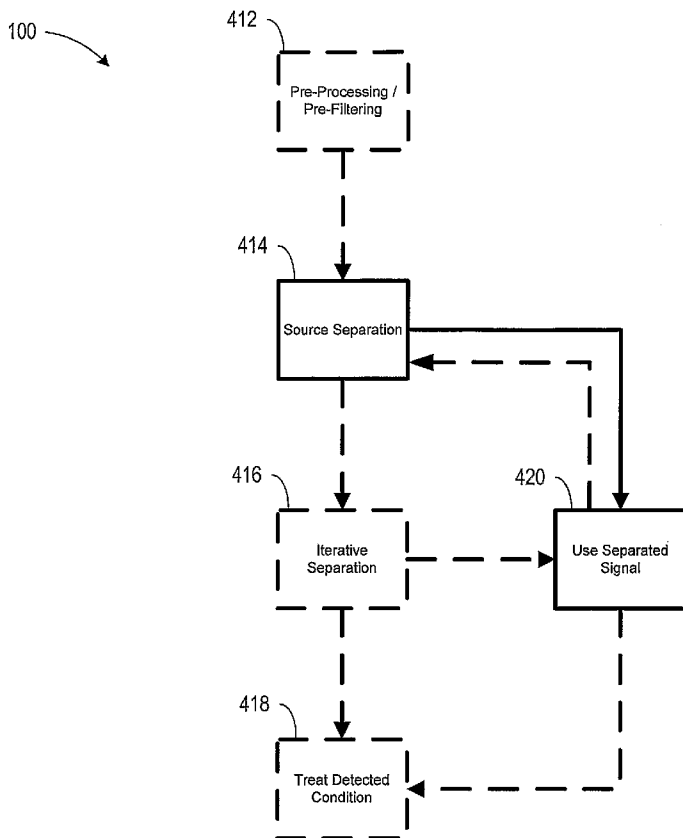 100
412
Pre-Processing /
Pre-Filtering
414
Source Separation
416
Iterative
Separation
420
Use Separated
Signal
418
Treat Detected
Condition